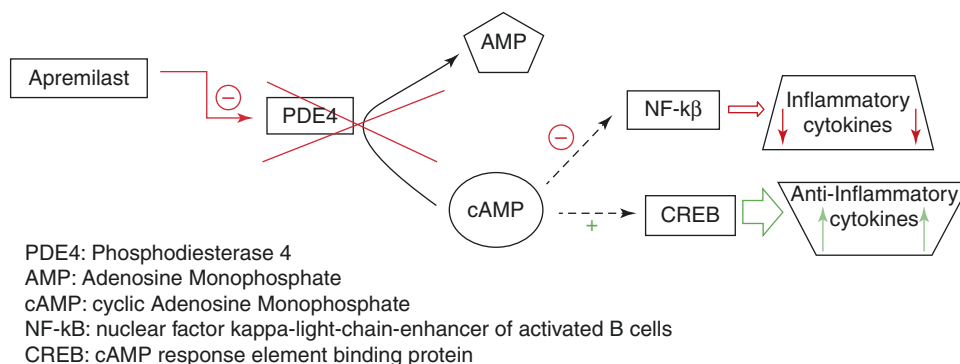 AMP
Apremilast
PDE4
NF-kβ
Inflammatory
cytokines
cAMP
CREB
Anti-Inflammatory
cytokines
+
PDE4: Phosphodiesterase 4
AMP: Adenosine Monophosphate
cAMP: cyclic Adenosine Monophosphate
NF-kB: nuclear factor kappa-light-chain-enhancer of activated B cells
CREB: cAMP response element binding protein